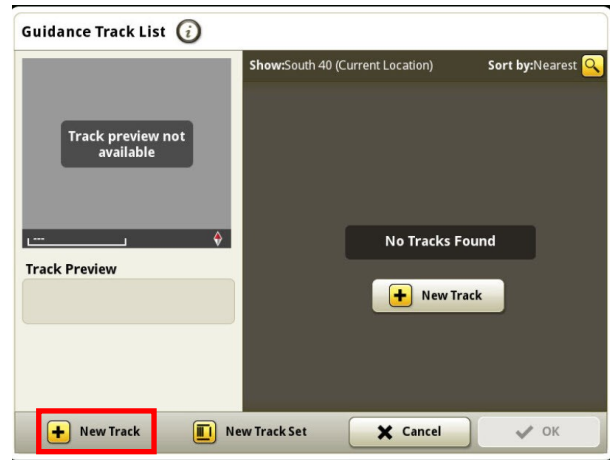 Guidance Track List i
Show:South 40 (Current Location) Sort by:Nearest
Track preview not
available
---
No Tracks Found
Track Preview
New Track
New Track New Track Set Cancel OK